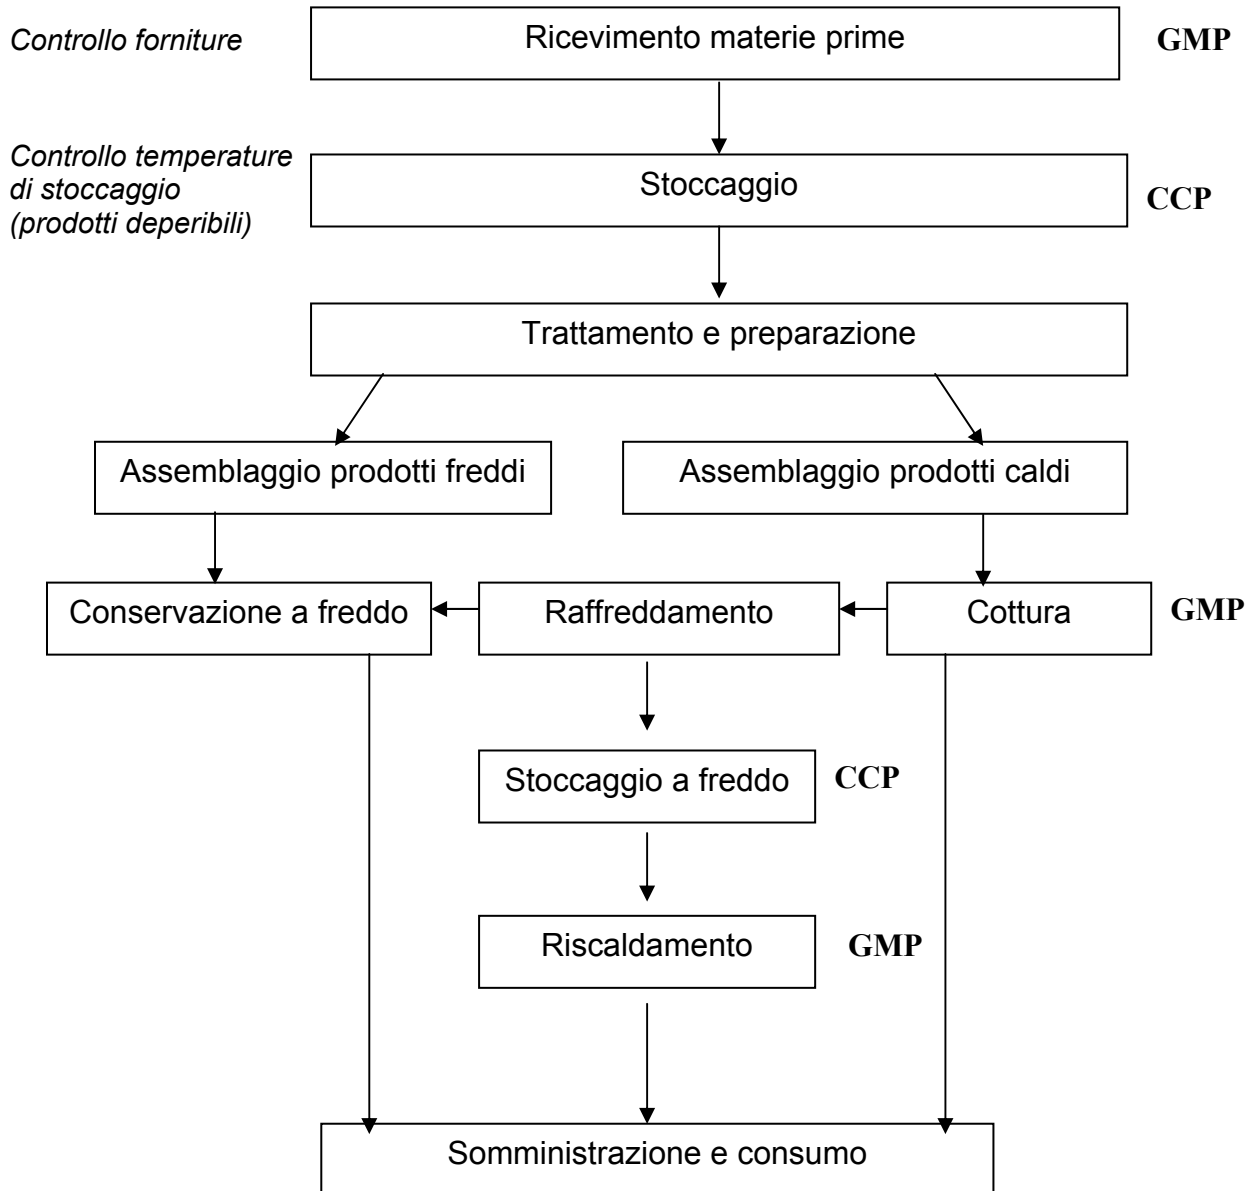 Controllo forniture
Ricevimento materie prime
GMP
Controllo temperature
di stoccaggio
(prodotti deperibili)
Stoccaggio
CCP
Trattamento e preparazione
Assemblaggio prodotti freddi
Assemblaggio prodotti caldi
Conservazione a freddo
Raffreddamento
Cottura
GMP
Stoccaggio a freddo
CCP
Riscaldamento
GMP
Somministrazione e consumo